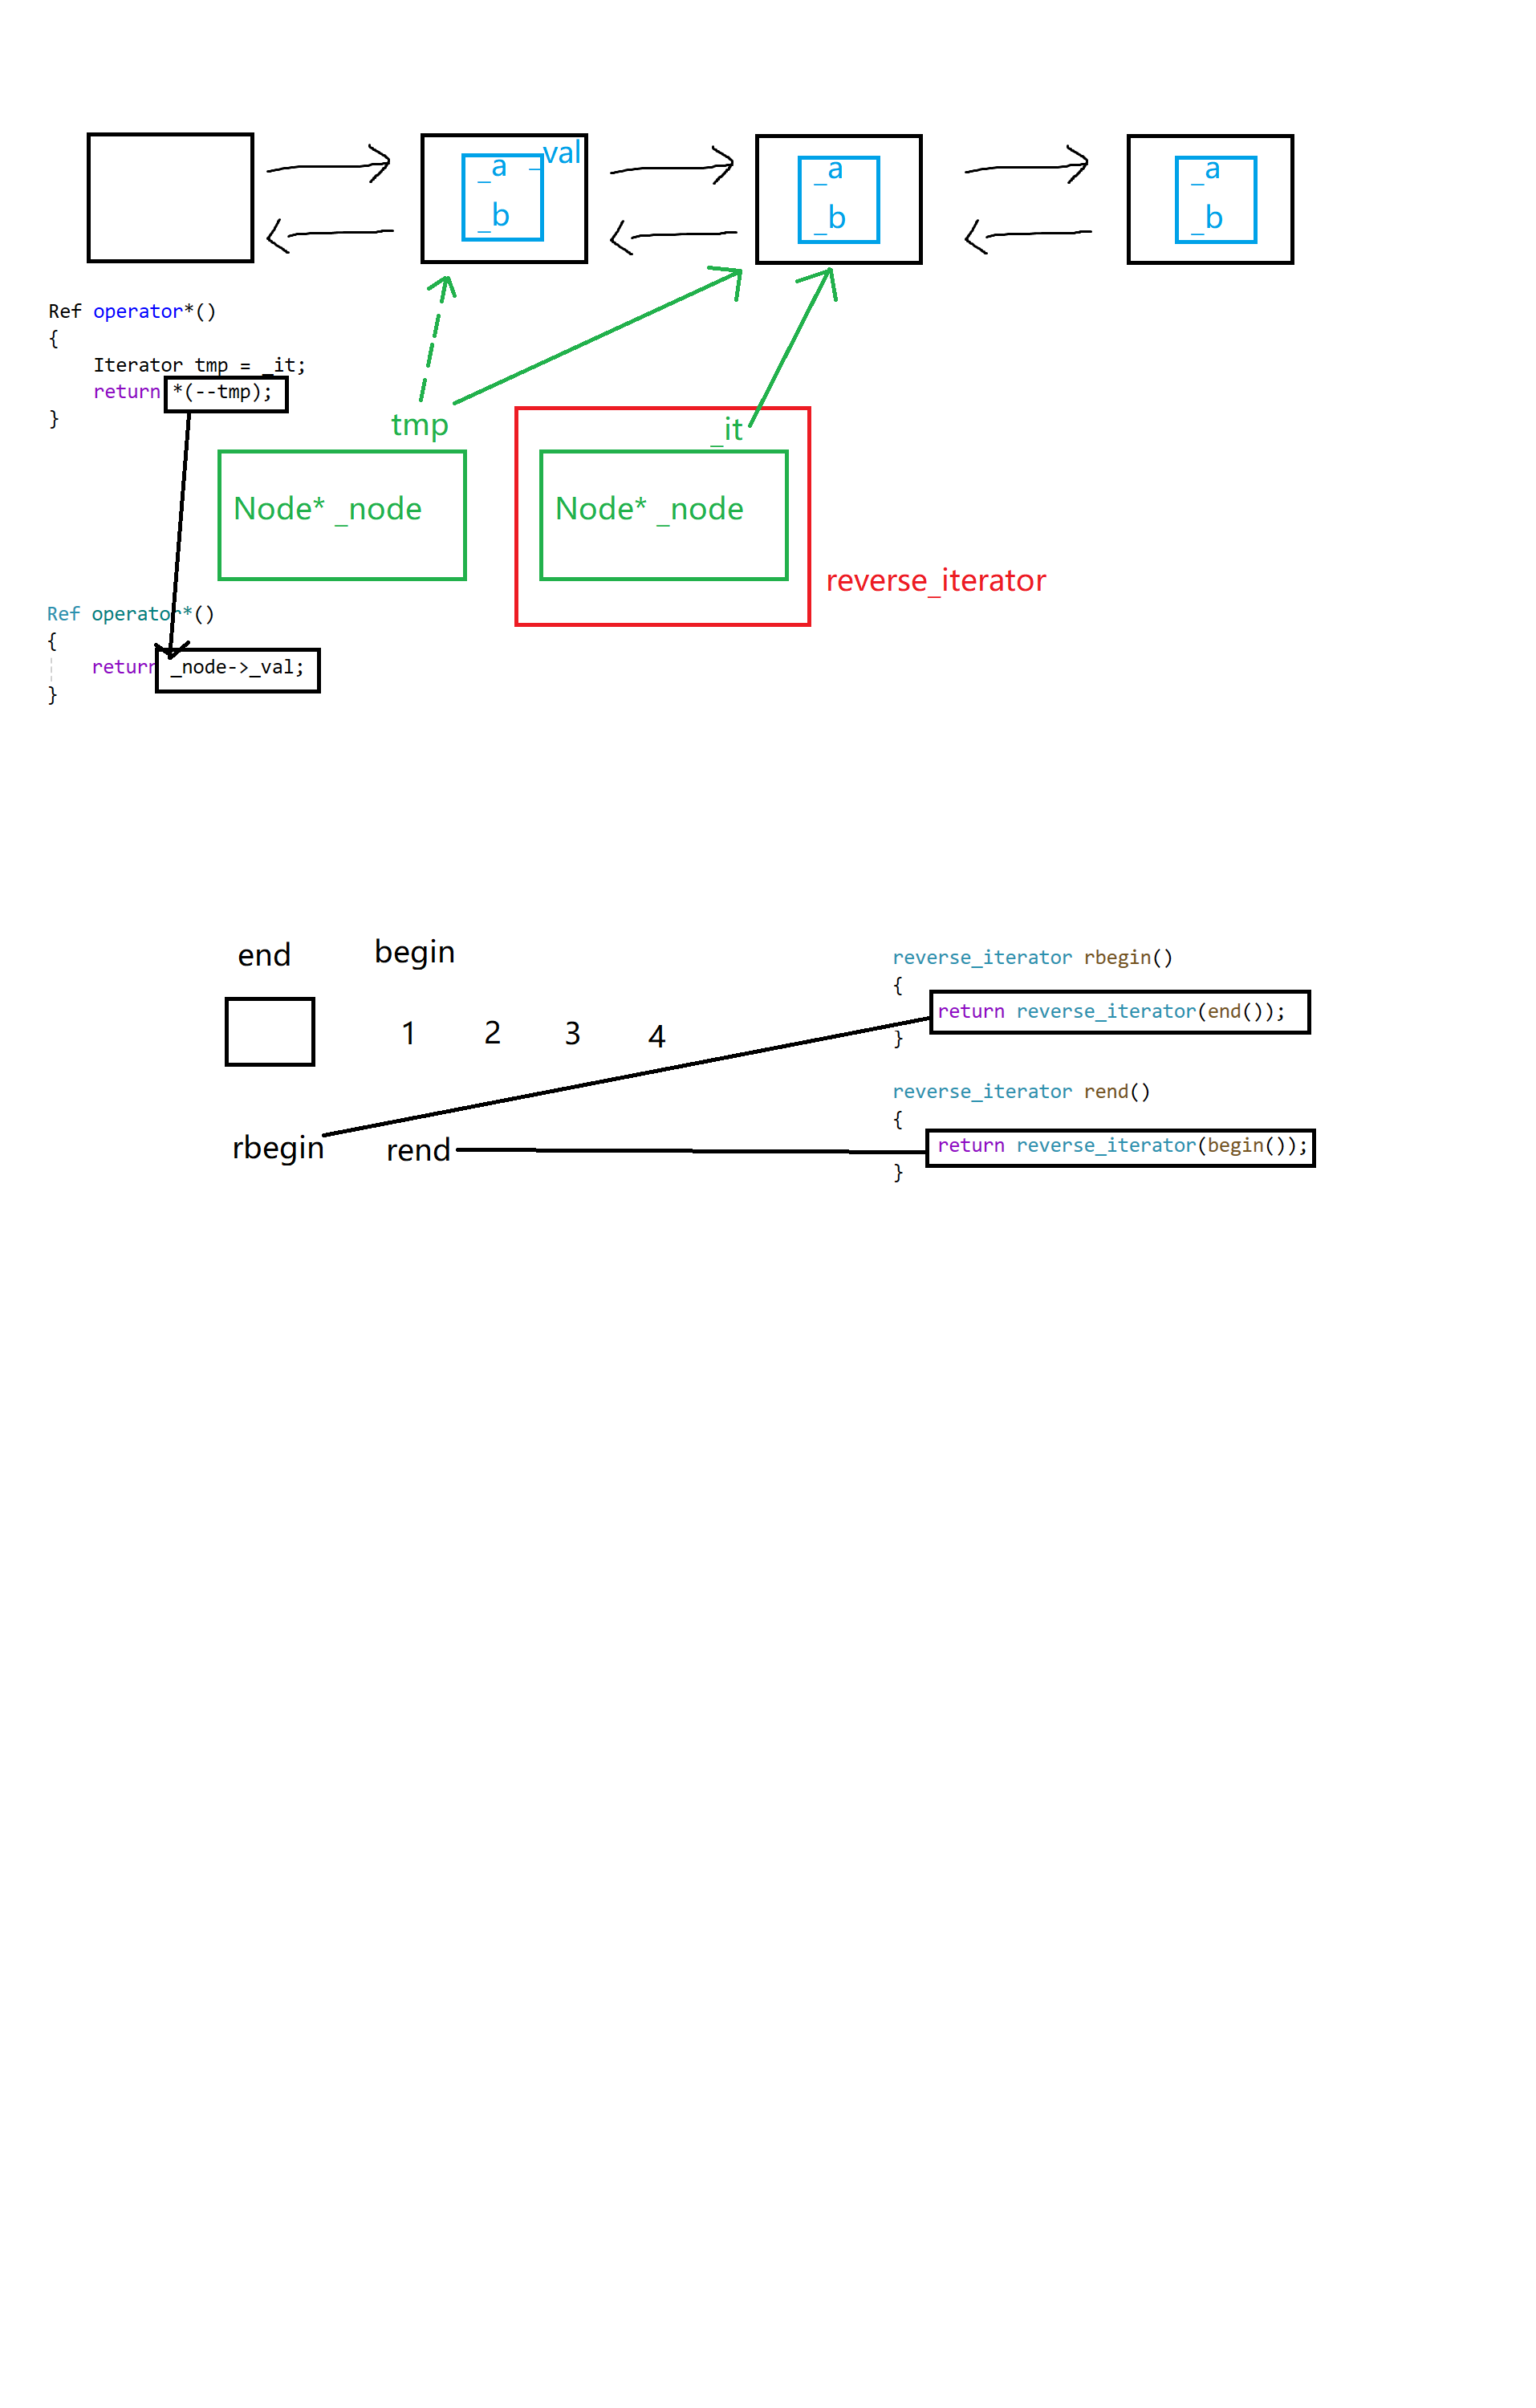 _a _val
_b
_a
_b
_a
_b
Ref operator*()
{
Iterator tmp = _it;
return *(--tmp);
}
tmp
_it
Node* _node
Node* _node
reverse_iterator
Ref operator*()
{
return _node->_val;
}
end
begin
1 2 3 4
rbegin
rend
reverse_iterator rbegin()
{
return reverse_iterator(end());
}
reverse_iterator rend()
{
return reverse_iterator(begin());
}